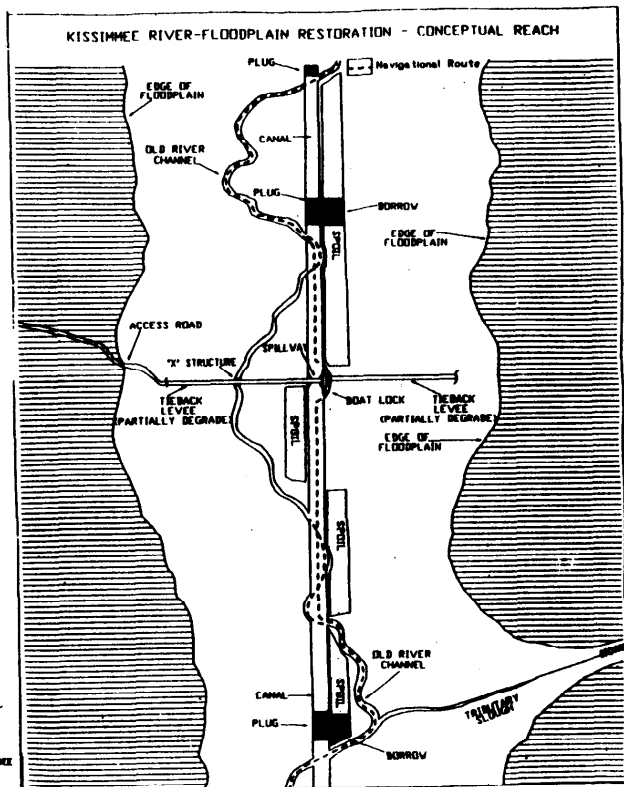 KISSIMMEE RIVER-FLOODPLAIN RESTORATION - CONCEPTUAL REACH
PLUG
Navigational Route
EDGE OF
FLOODPLAIN
CANAL
OLD RIVER
CHANNEL
PLUG
BORROW
SPOIL
EDGE OF
FLOODPLAIN
ACCESS ROAD
"X" STRUCTURE
SPILLWAY
TIEBACK
LEVEE
(PARTIALLY DEGRADE)
BOAT LOCK
TIEBACK
LEVEE
(PARTIALLY DEGRADE)
SPOIL
EDGE OF
FLOODPLAIN
SPOIL
OLD RIVER
CHANNEL
CANAL
SPOIL
PLUG
TRIBUTARY
SLOUGH
BORROW